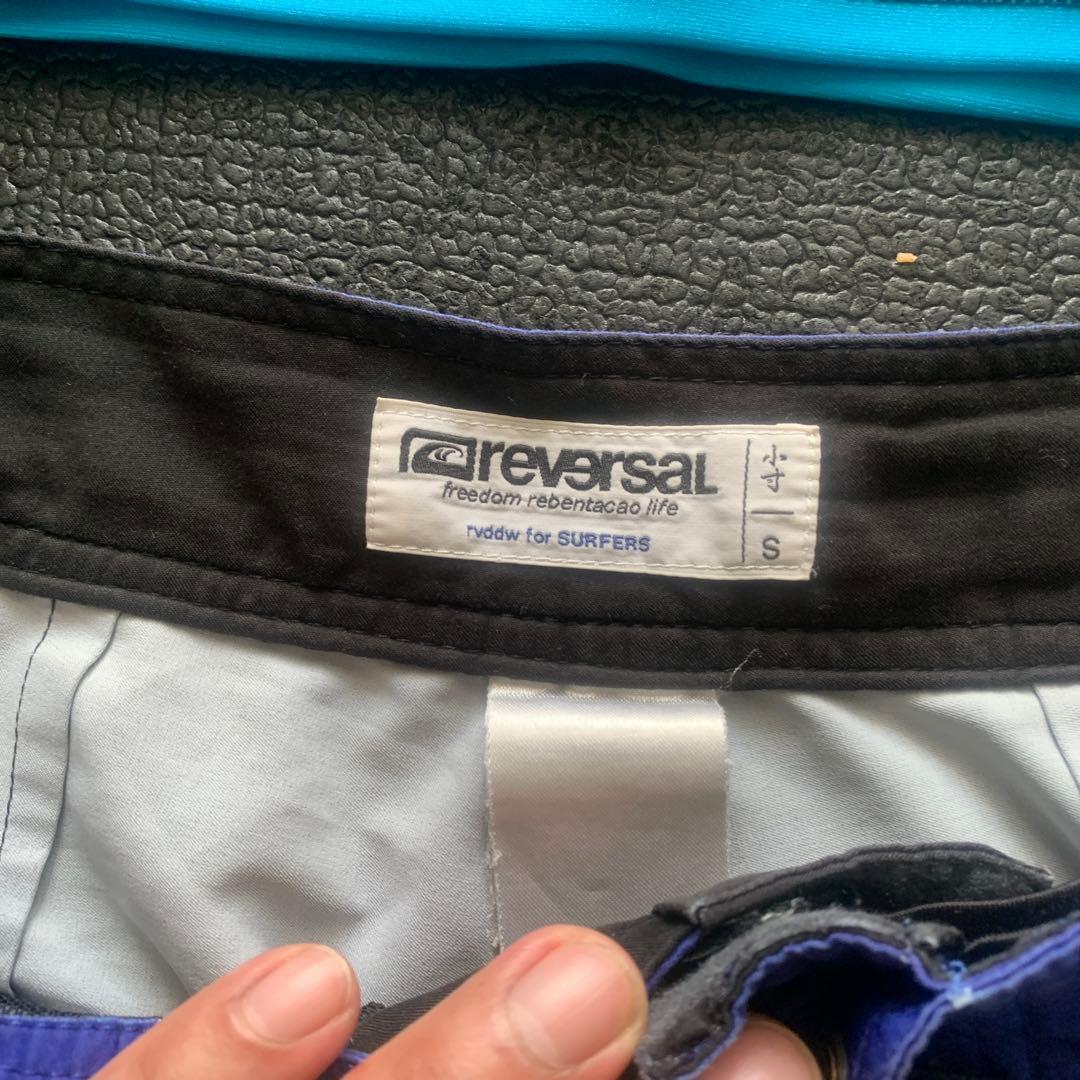 reversal
freedom rebentacao life
rvddw for SURFERS
小寸
S